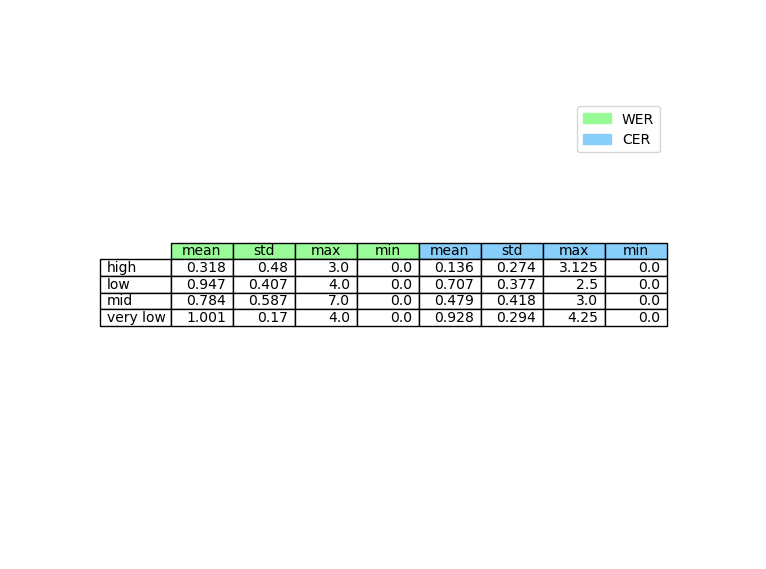 WER
CER
mean std max min mean std max min
high 0.318 0.48 3.0 0.0 0.136 0.274 3.125 0.0
low 0.947 0.407 4.0 0.0 0.707 0.377 2.5 0.0
mid 0.784 0.587 7.0 0.0 0.479 0.418 3.0 0.0
very low 1.001 0.17 4.0 0.0 0.928 0.294 4.25 0.0